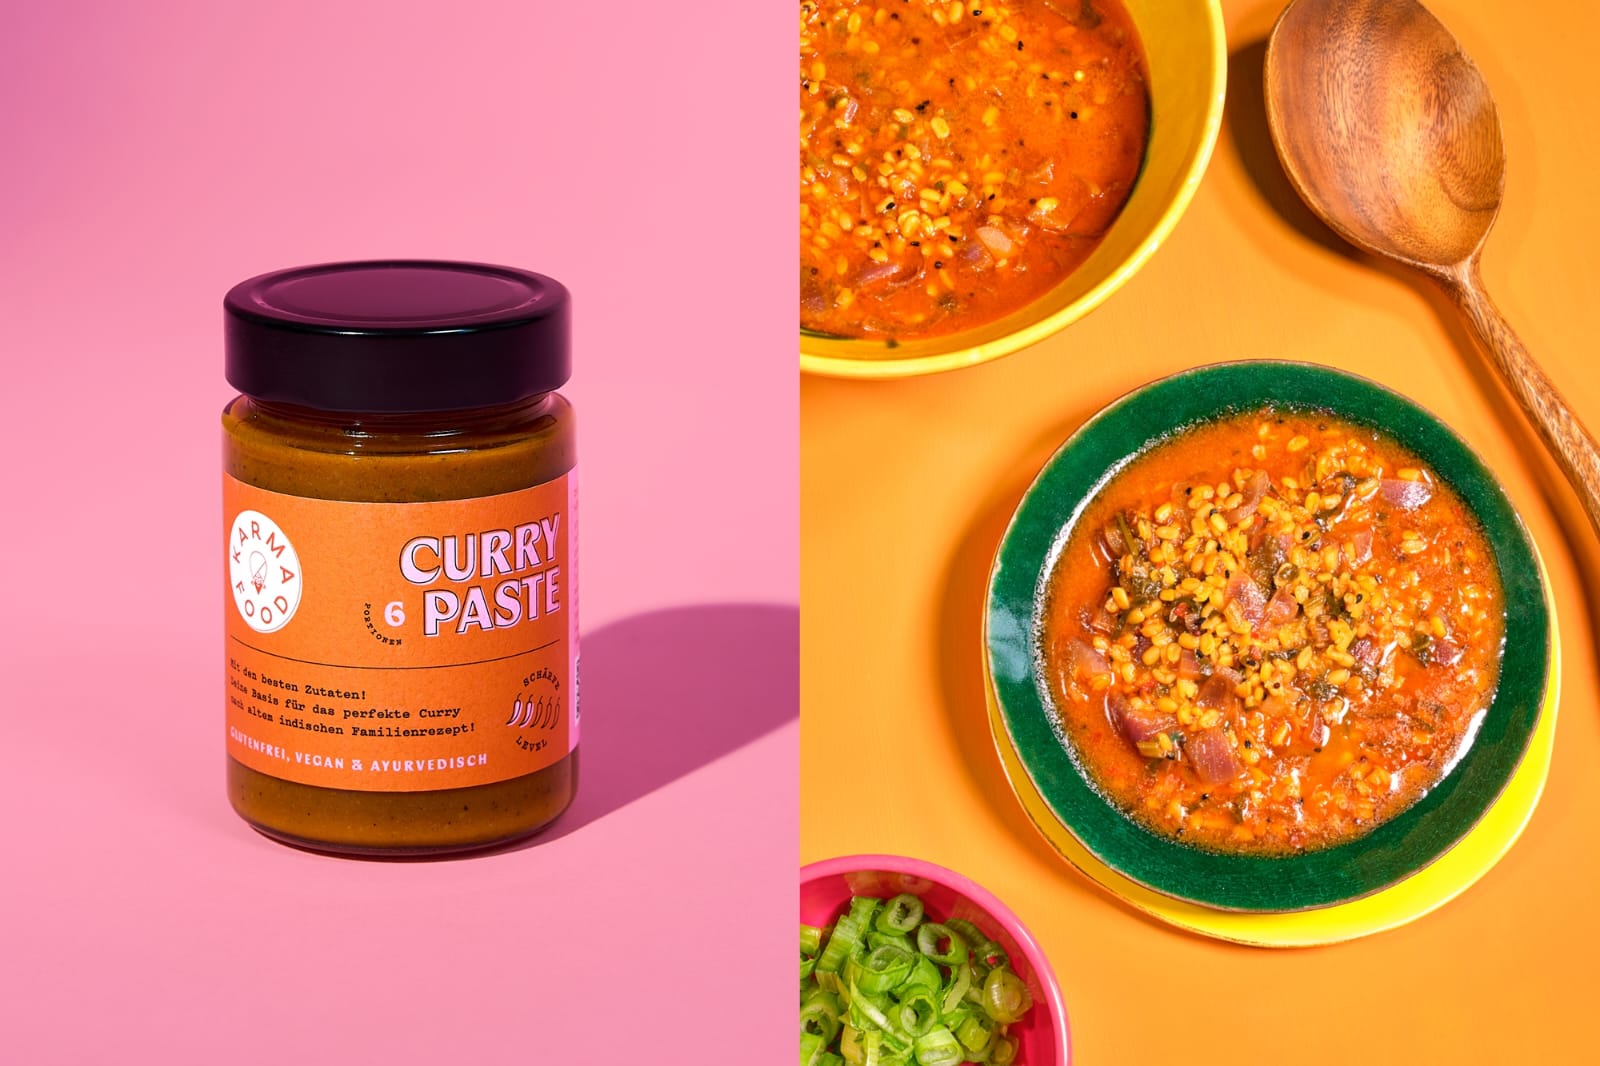 KARMA
FOOD
CURRY
PASTE
6
PORTIONEN
Mit den besten Zutaten!
Deine Basis für das perfekte Curry
nach altem indischen Familienrezept!
GLUTENFREI, VEGAN & AYURVEDISCH
SCHÄRFE
LEVEL